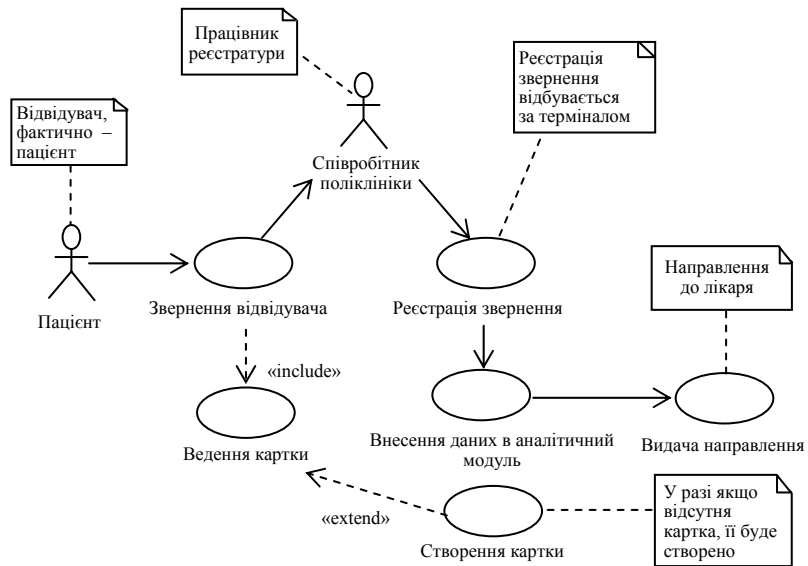 Працівник
реєстратури
Реєстрація
звернення
відбувається
за терміналом
Відвідувач,
фактично –
пацієнт
Співробітник
поліклініки
Направлення
до лікаря
Пацієнт
Звернення відвідувача
Реєстрація звернення
«include»
Ведення картки
Внесення даних в аналітичний
модуль
Видача направлення
«extend»
Створення картки
У разі якщо
відсутня
картка, її буде
створено